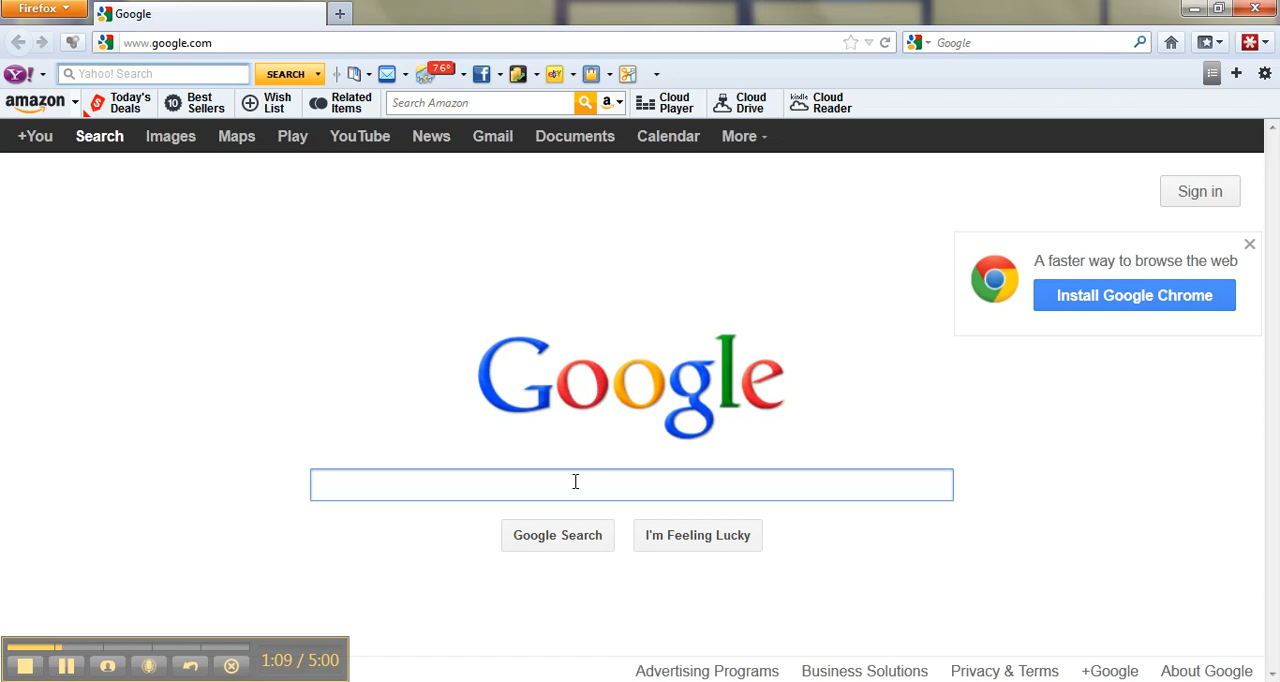 Firefox
Google
www.google.com
Google
Y!
Yahoo! Search
SEARCH
76°
f
ebY
amazon
Today's Deals
10
Best Sellers
Wish List
Related Items
Search Amazon
a
Cloud Player
Cloud Drive
kindle
Cloud Reader
+You Search Images Maps Play YouTube News Gmail Documents Calendar More
Sign in
A faster way to browse the web
Install Google Chrome
Google
Google Search
I'm Feeling Lucky
1:09 / 5:00
Advertising Programs Business Solutions Privacy & Terms +Google About Google